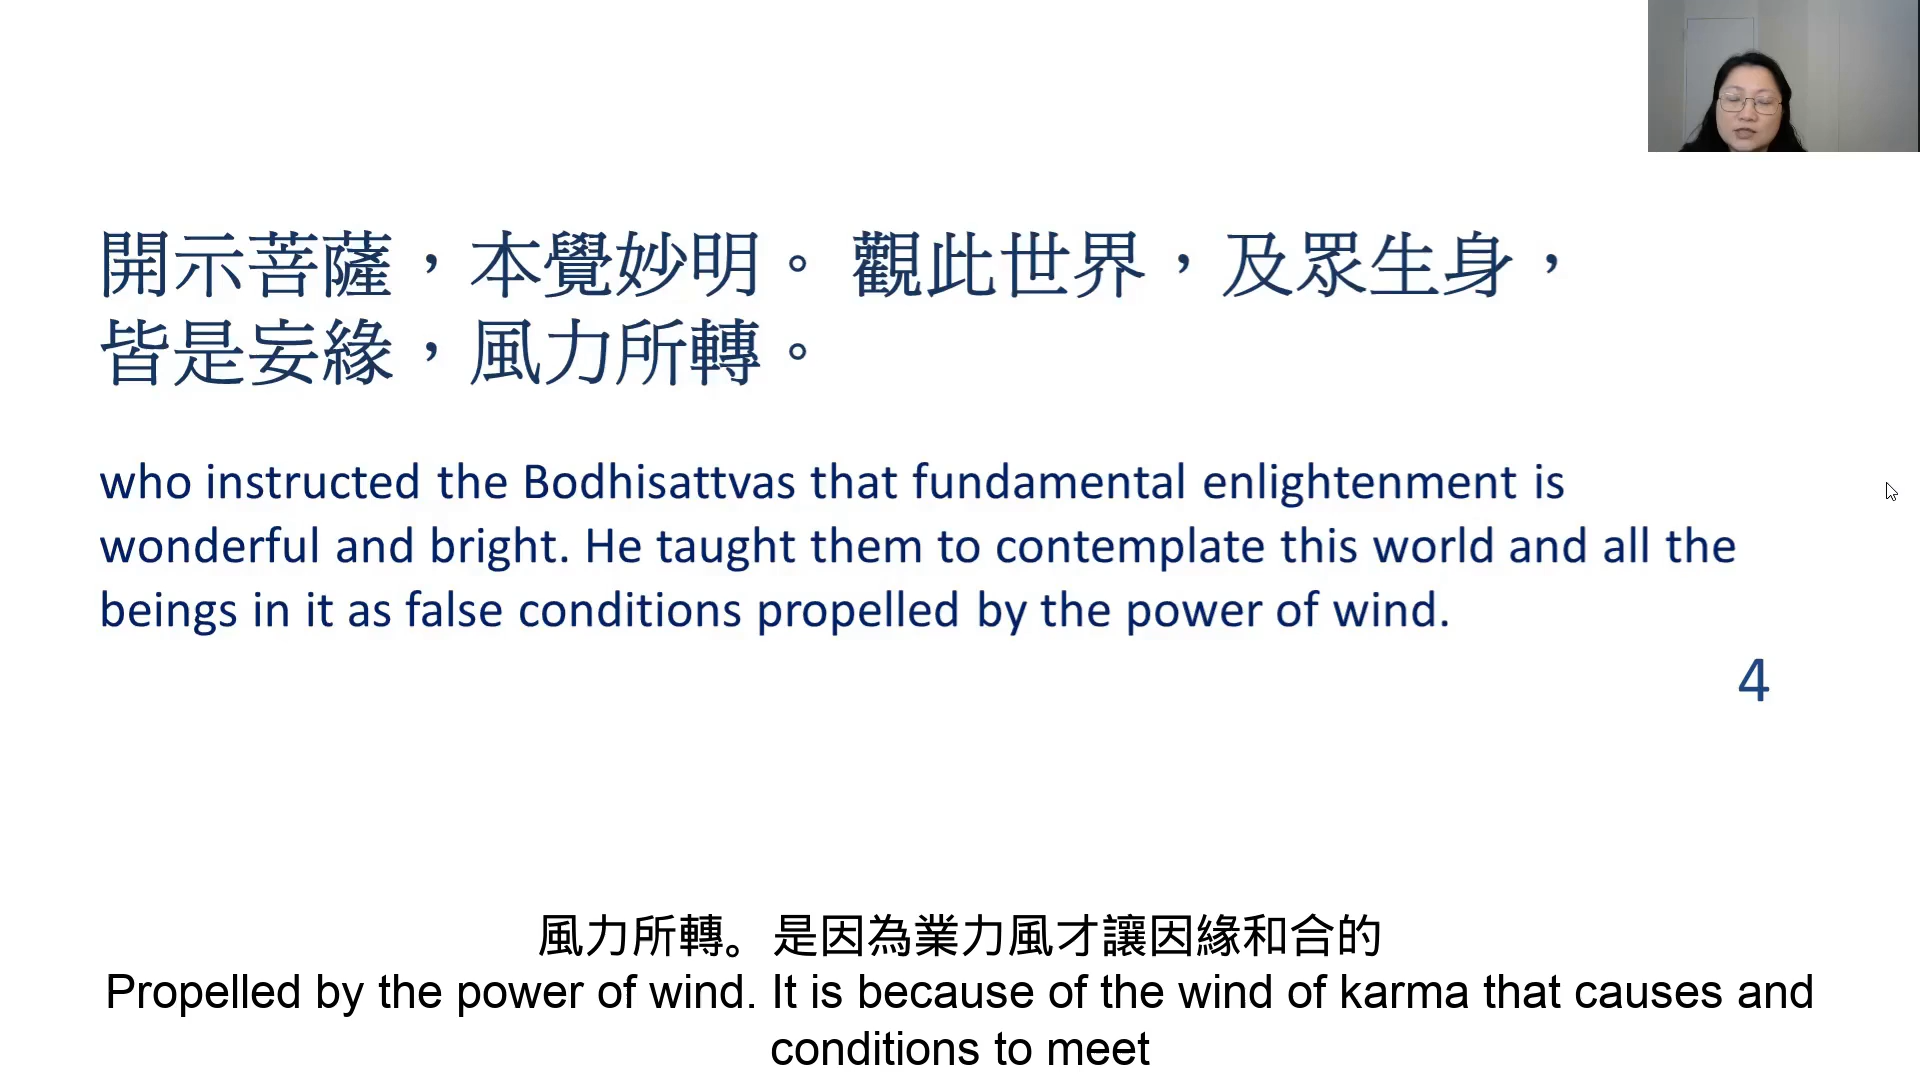 開示菩薩，本覺妙明。 觀此世界，及眾生身，
皆是妄緣，風力所轉。
who instructed the Bodhisattvas that fundamental enlightenment is
wonderful and bright. He taught them to contemplate this world and all the
beings in it as false conditions propelled by the power of wind.
4
風力所轉。是因為業力風才讓因緣和合的
Propelled by the power of wind. It is because of the wind of karma that causes and
conditions to meet